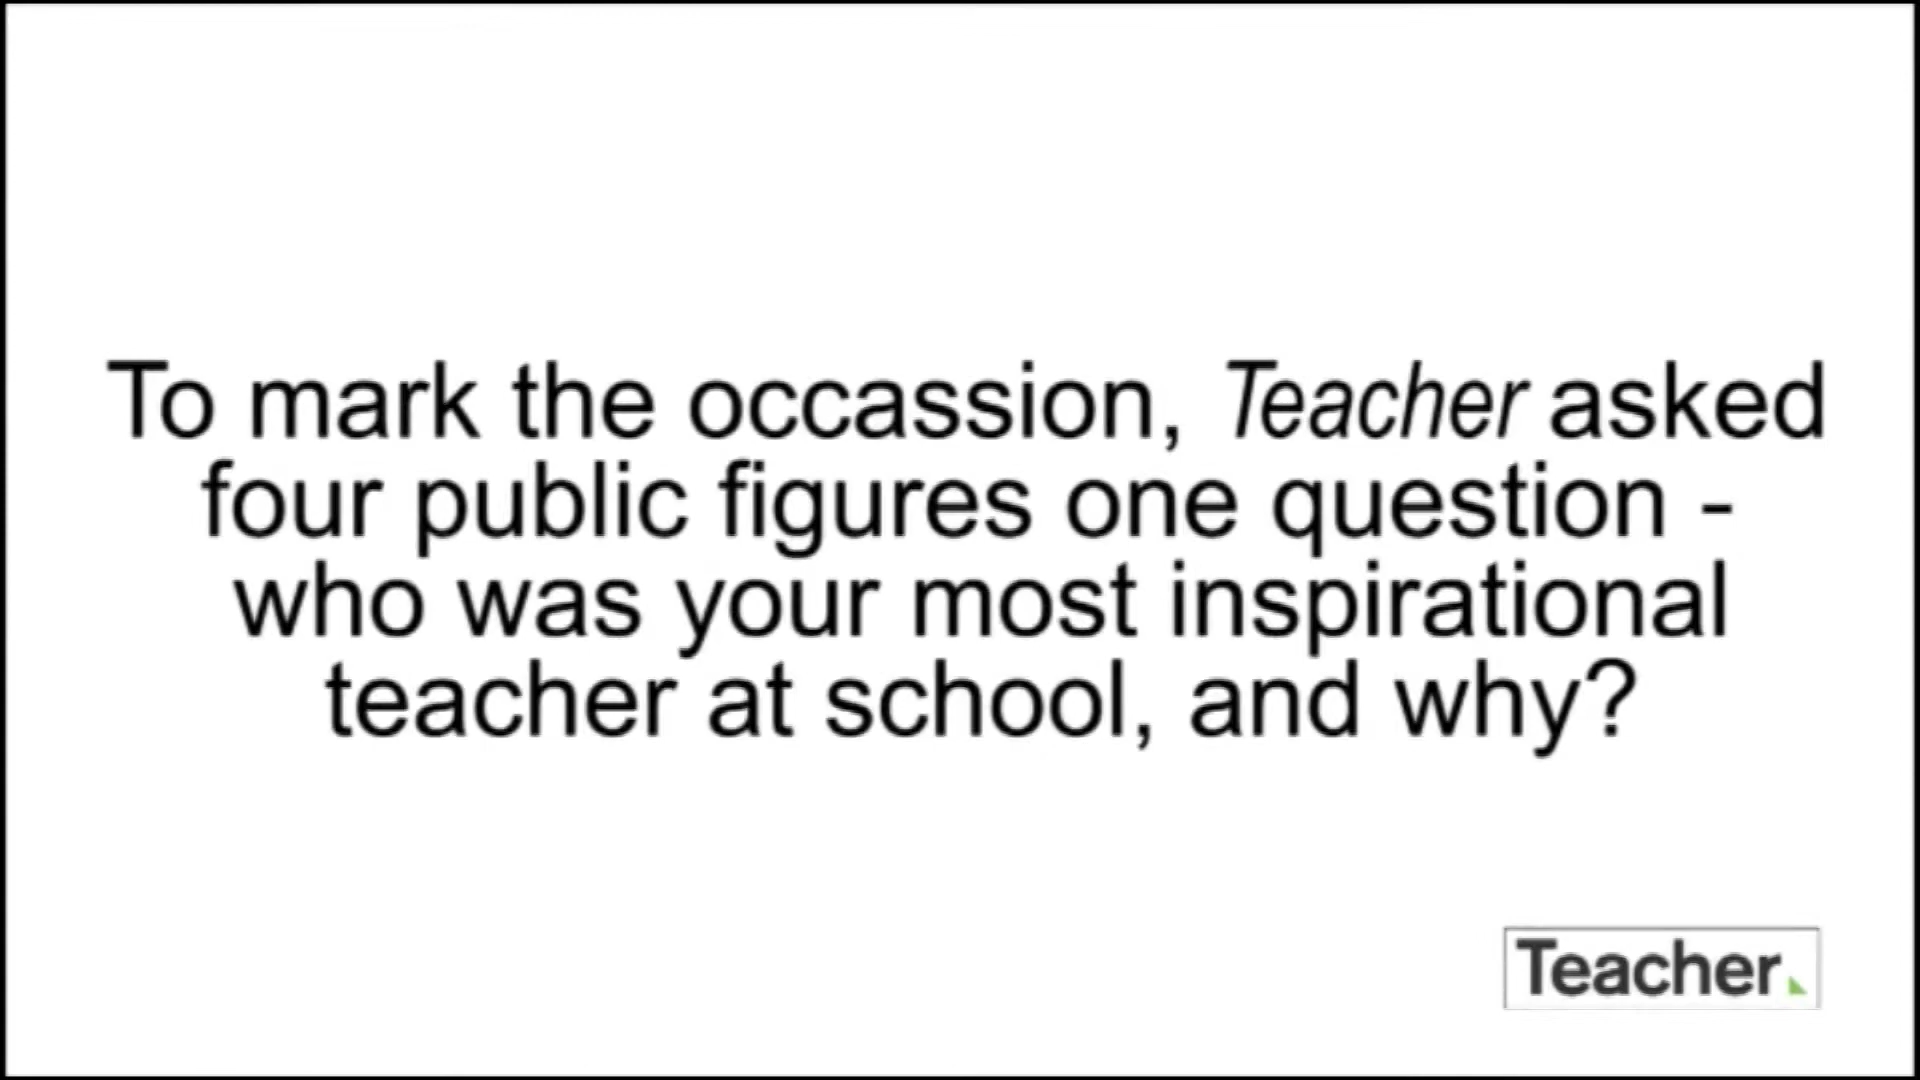 To mark the occassion, Teacher asked
four public figures one question -
who was your most inspirational
teacher at school, and why?
Teacher.